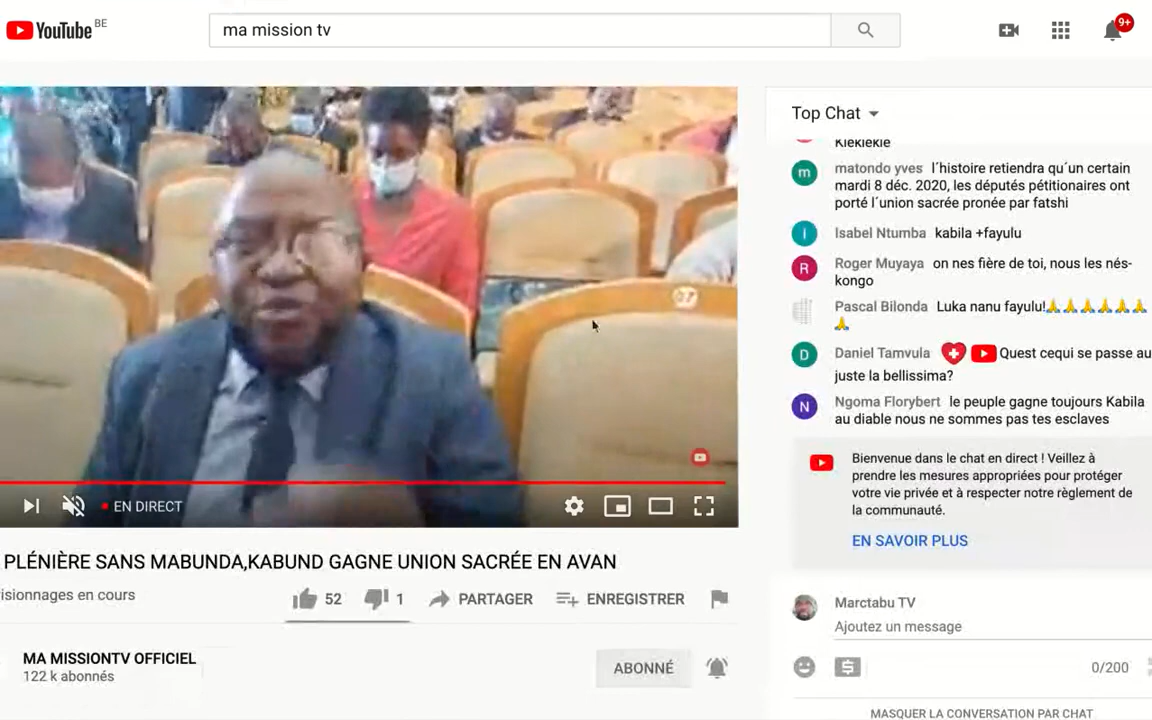 YouTube BE
ma mission tv
9+
Top Chat
Kiekiekie
matondo yves l´histoire retiendra qu´un certain
mardi 8 déc. 2020, les députés pétitionaires ont
porté l´union sacrée pronée par fatshi
Isabel Ntumba kabila +fayulu
Roger Muyaya on nes fière de toi, nous les nés-
kongo
Pascal Bilonda Luka nanu fayulu!🙏🙏🙏🙏🙏🙏
🙏
Daniel Tamvula Quest cequi se passe au
juste la bellissima?
Ngoma Florybert le peuple gagne toujours Kabila
au diable nous ne sommes pas tes esclaves
Bienvenue dans le chat en direct ! Veillez à
prendre les mesures appropriées pour protéger
votre vie privée et à respecter notre règlement de
la communauté.
EN SAVOIR PLUS
Marctabu TV
Ajoutez un message
0/200
MASQUER LA CONVERSATION PAR CHAT
EN DIRECT
PLÉNIÈRE SANS MABUNDA,KABUND GAGNE UNION SACRÉE EN AVAN
isionnages en cours
52
1
PARTAGER
ENREGISTRER
MA MISSIONTV OFFICIEL
122 k abonnés
ABONNÉ